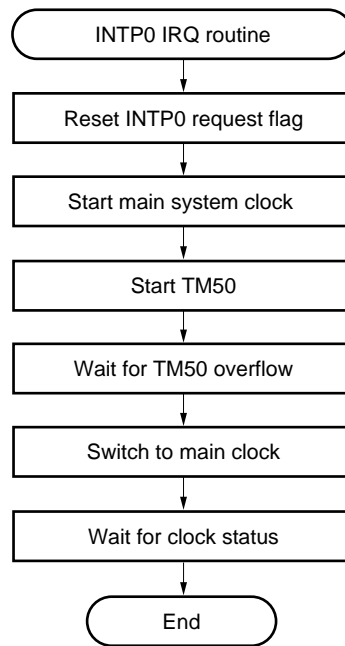 INTP0 IRQ routine
Reset INTP0 request flag
Start main system clock
Start TM50
Wait for TM50 overflow
Switch to main clock
Wait for clock status
End